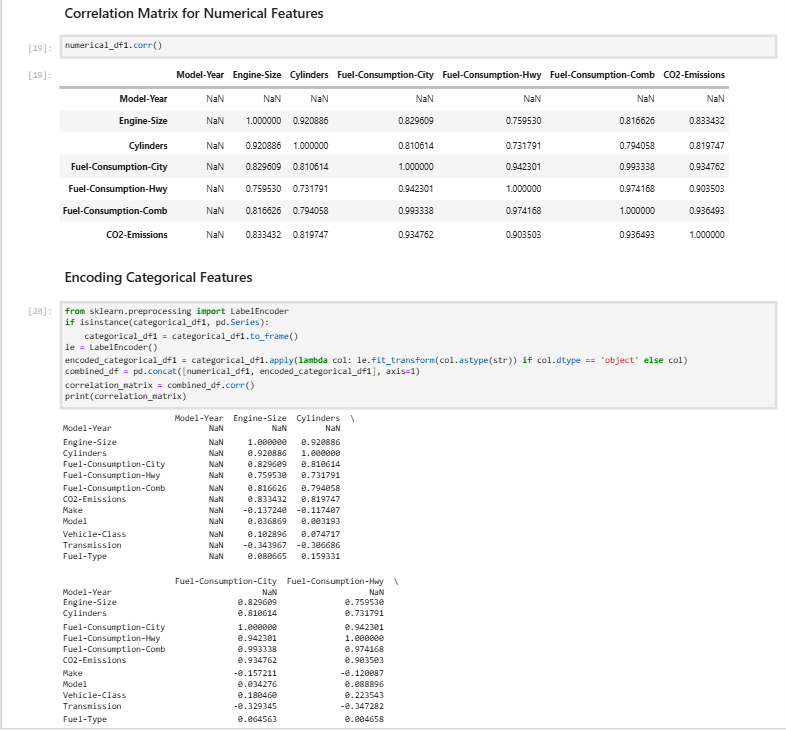 Correlation Matrix for Numerical Features
[19]: numerical_df1.corr()
[19]: Model-Year Engine-Size Cylinders Fuel-Consumption-City Fuel-Consumption-Hwy Fuel-Consumption-Comb CO2-Emissions
Model-Year NaN NaN NaN NaN NaN NaN NaN
Engine-Size NaN 1.000000 0.920886 0.829609 0.759530 0.816626 0.833432
Cylinders NaN 0.920886 1.000000 0.810614 0.731791 0.794058 0.819747
Fuel-Consumption-City NaN 0.829609 0.810614 1.000000 0.942301 0.993338 0.934762
Fuel-Consumption-Hwy NaN 0.759530 0.731791 0.942301 1.000000 0.974168 0.903503
Fuel-Consumption-Comb NaN 0.816626 0.794058 0.993338 0.974168 1.000000 0.936493
CO2-Emissions NaN 0.833432 0.819747 0.934762 0.903503 0.936493 1.000000
Encoding Categorical Features
[20]: from sklearn.preprocessing import LabelEncoder
if isinstance(categorical_df1, pd.Series):
    categorical_df1 = categorical_df1.to_frame()
le = LabelEncoder()
encoded_categorical_df1 = categorical_df1.apply(lambda col: le.fit_transform(col.astype(str)) if col.dtype == 'object' else col)
combined_df = pd.concat([numerical_df1, encoded_categorical_df1], axis=1)
correlation_matrix = combined_df.corr()
print(correlation_matrix)
Model-Year Engine-Size Cylinders \
Model-Year NaN NaN NaN
Engine-Size NaN 1.000000 0.920886
Cylinders NaN 0.920886 1.000000
Fuel-Consumption-City NaN 0.829609 0.810614
Fuel-Consumption-Hwy NaN 0.759530 0.731791
Fuel-Consumption-Comb NaN 0.816626 0.794058
CO2-Emissions NaN 0.833432 0.819747
Make NaN -0.137240 -0.117407
Model NaN 0.036869 0.003193
Vehicle-Class NaN 0.102896 0.074717
Transmission NaN -0.343967 -0.306686
Fuel-Type NaN 0.080665 0.159331
Fuel-Consumption-City Fuel-Consumption-Hwy \
Model-Year NaN NaN
Engine-Size 0.829609 0.759530
Cylinders 0.810614 0.731791
Fuel-Consumption-City 1.000000 0.942301
Fuel-Consumption-Hwy 0.942301 1.000000
Fuel-Consumption-Comb 0.993338 0.974168
CO2-Emissions 0.934762 0.903503
Make -0.157211 -0.120087
Model 0.034276 0.088896
Vehicle-Class 0.180460 0.223543
Transmission -0.329345 -0.347282
Fuel-Type 0.064563 0.004658